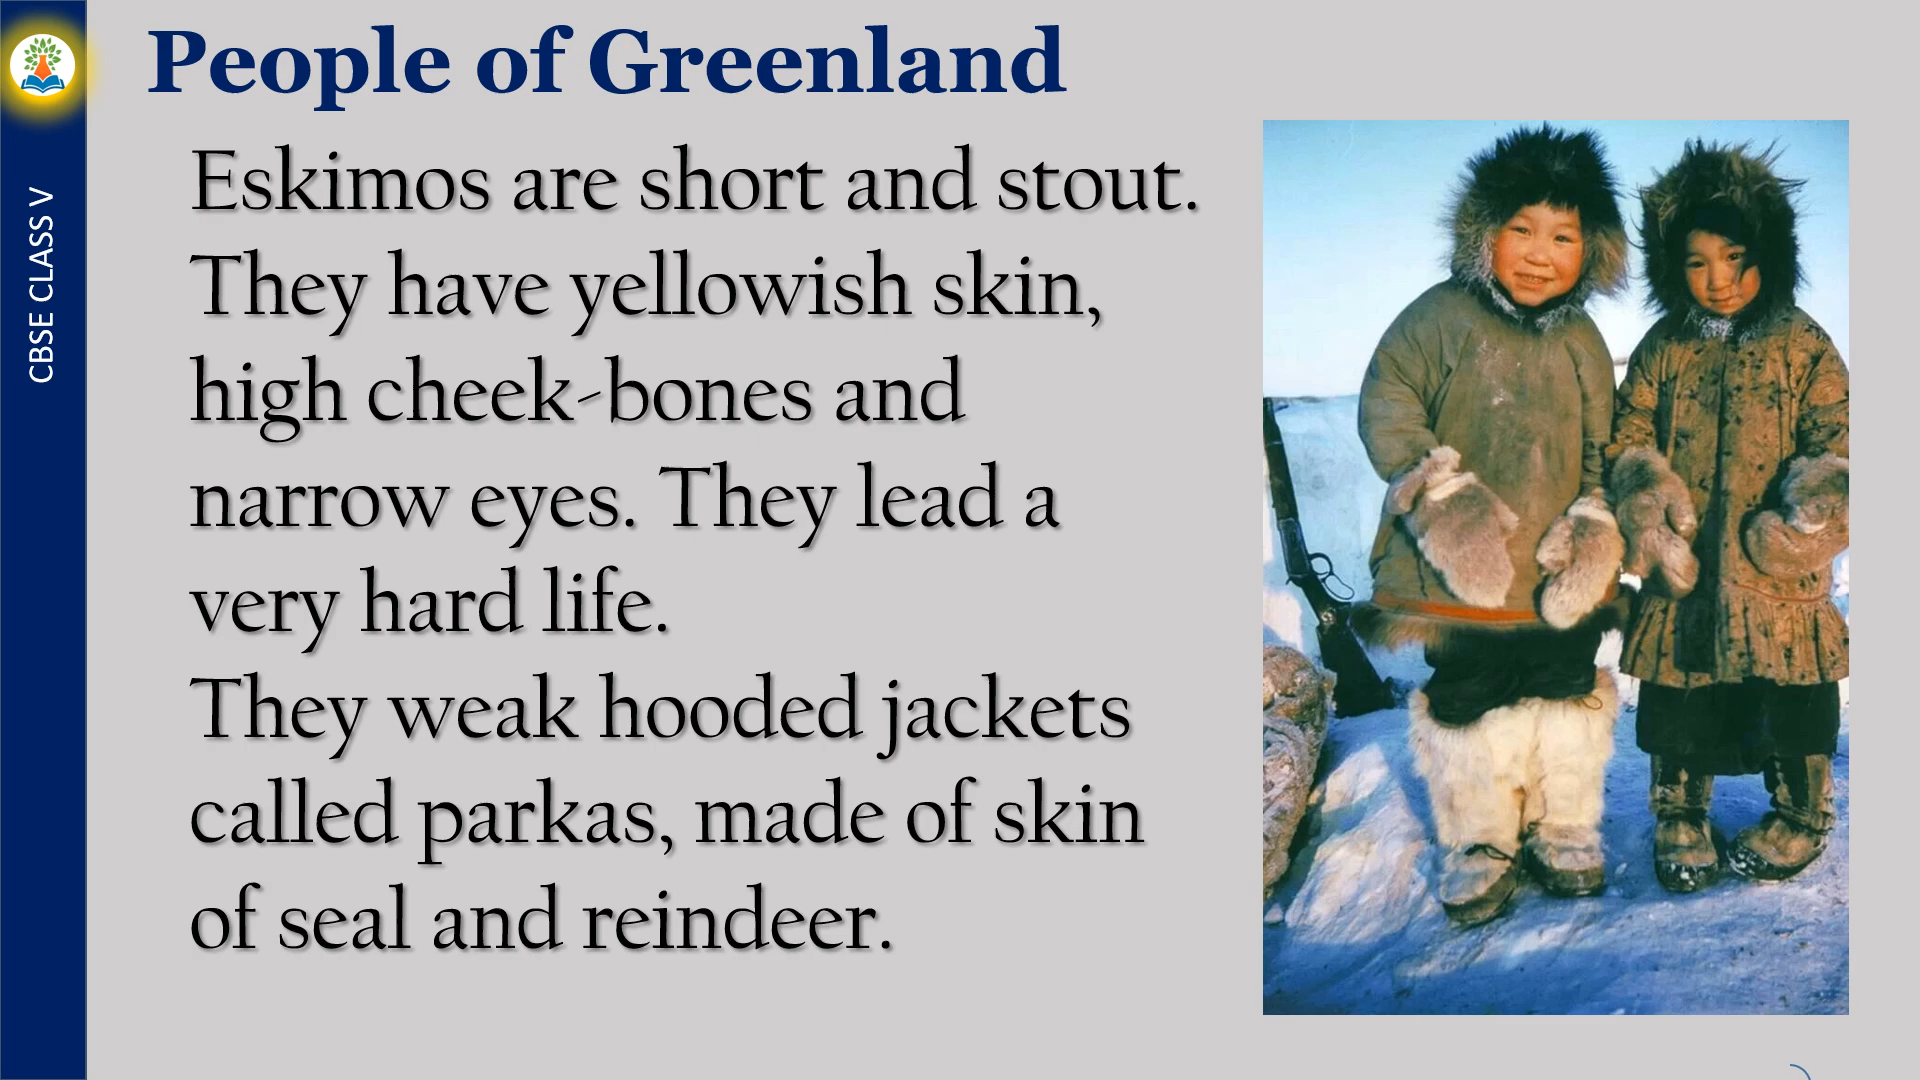 People of Greenland
CBSE CLASS V
Eskimos are short and stout.
They have yellowish skin,
high cheek-bones and
narrow eyes. They lead a
very hard life.
They weak hooded jackets
called parkas, made of skin
of seal and reindeer.